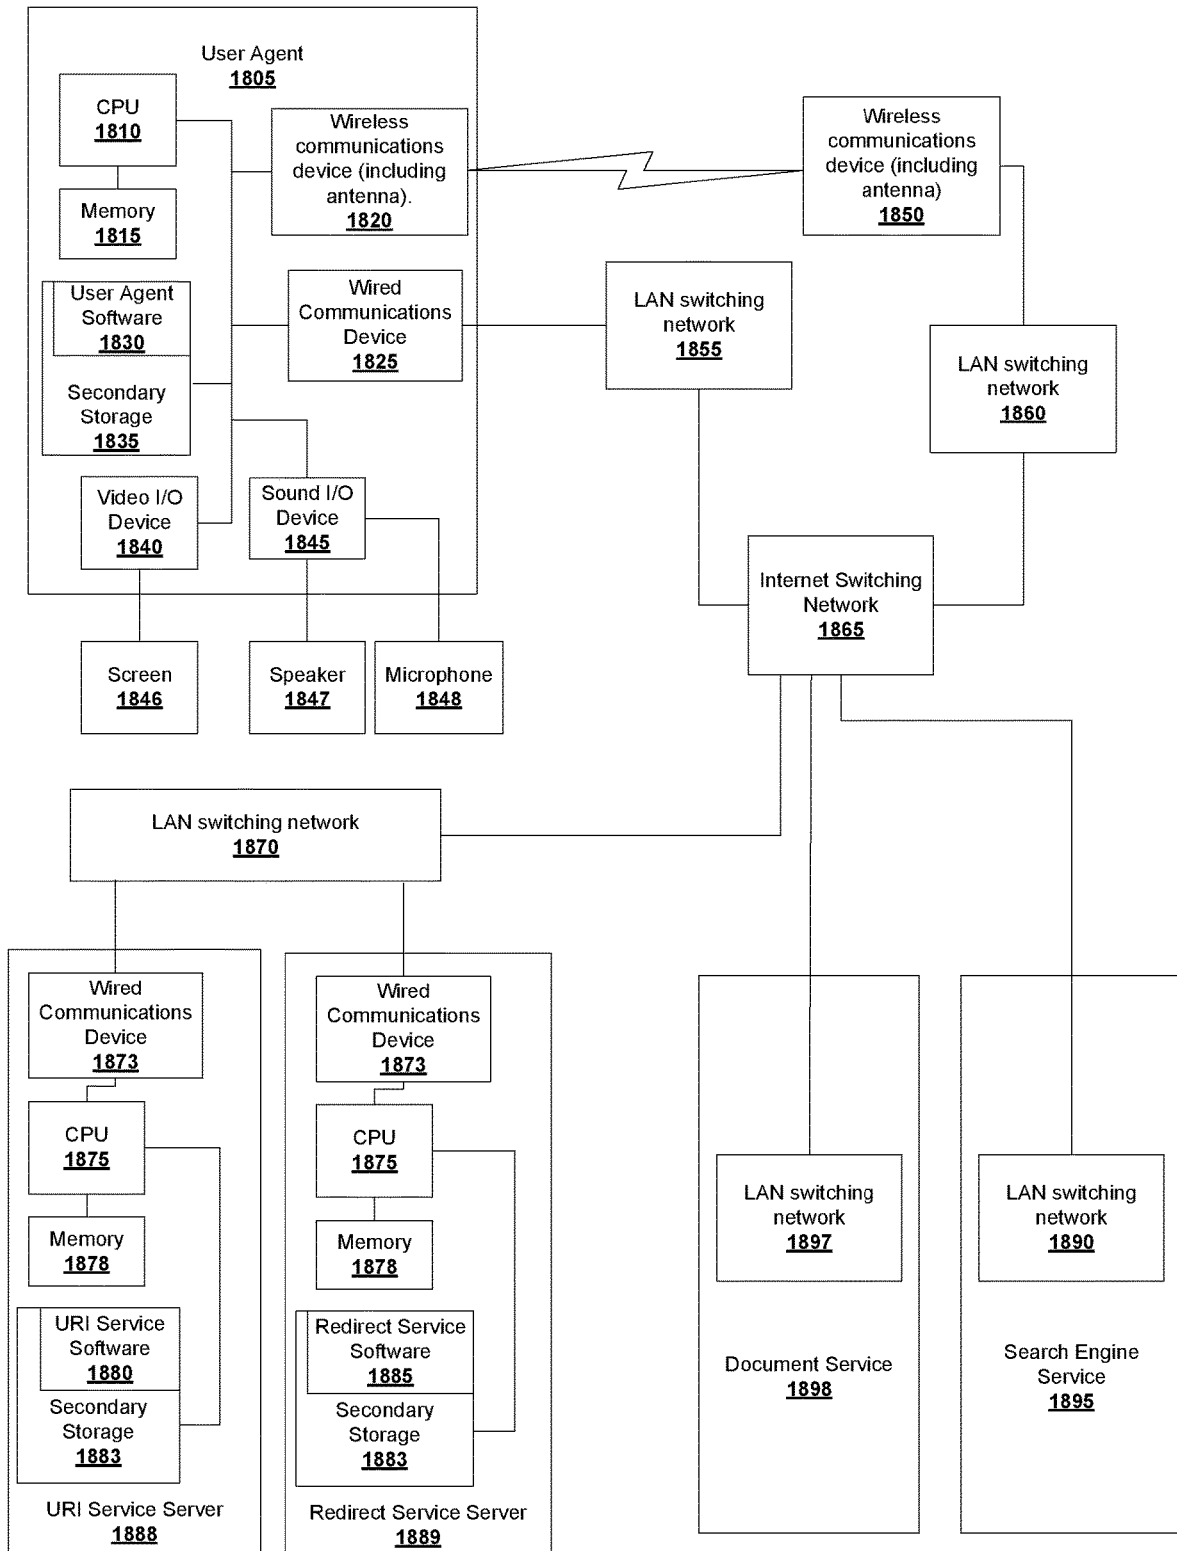 User Agent
1805
CPU
1810
Memory
1815
Wireless
communications
device (including
antenna).
1820
Wireless
communications
device (including
antenna)
1850
User Agent
Software
1830
Secondary
Storage
1835
Wired
Communications
Device
1825
LAN switching
network
1855
LAN switching
network
1860
Video I/O
Device
1840
Sound I/O
Device
1845
Internet Switching
Network
1865
Screen
1846
Speaker
1847
Microphone
1848
LAN switching network
1870
Wired
Communications
Device
1873
CPU
1875
Memory
1878
URI Service
Software
1880
Secondary
Storage
1883
URI Service Server
1888
Wired
Communications
Device
1873
CPU
1875
Memory
1878
Redirect Service
Software
1885
Secondary
Storage
1883
Redirect Service Server
1889
LAN switching
network
1897
Document Service
1898
LAN switching
network
1890
Search Engine
Service
1895